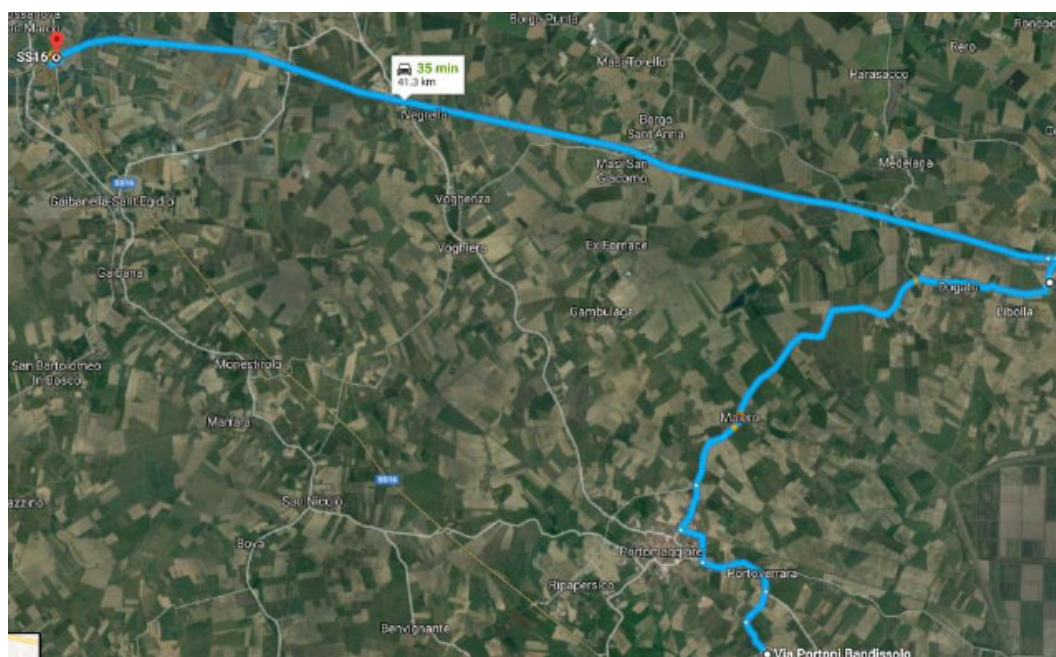 Borgo Punta
SS16
35 min
41.3 km
Masi Torello
Parasacco
Borgo
Sant'Anna
Masi San
Giacomo
Medelana
SS16
Gaibanella-Sant'Egidio
Voghenza
Voghiera
Ex Fornace
Gaibana
Dogato
Libolla
Gambulaga
San Bartolomeo
In Bosco
Monestirolo
Marrara
Maiero
SS16
San Nicolò
Bova
Portomaggiore
Portoverrara
Ripapersico
Benvignante
Via Portoni Bandissolo